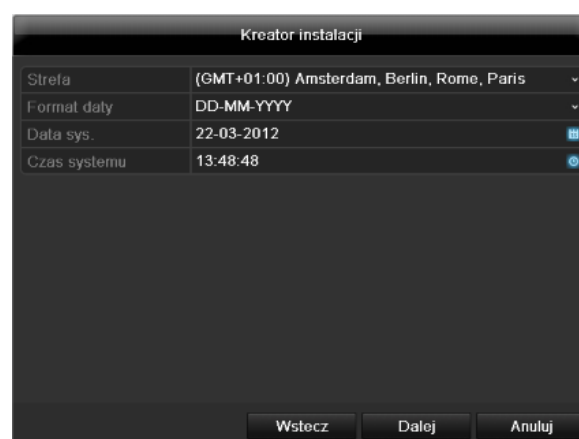 Kreator instalacji
Strefa (GMT+01:00) Amsterdam, Berlin, Rome, Paris
Format daty DD-MM-YYYY
Data sys. 22-03-2012
Czas systemu 13:48:48
Wstecz Dalej Anuluj